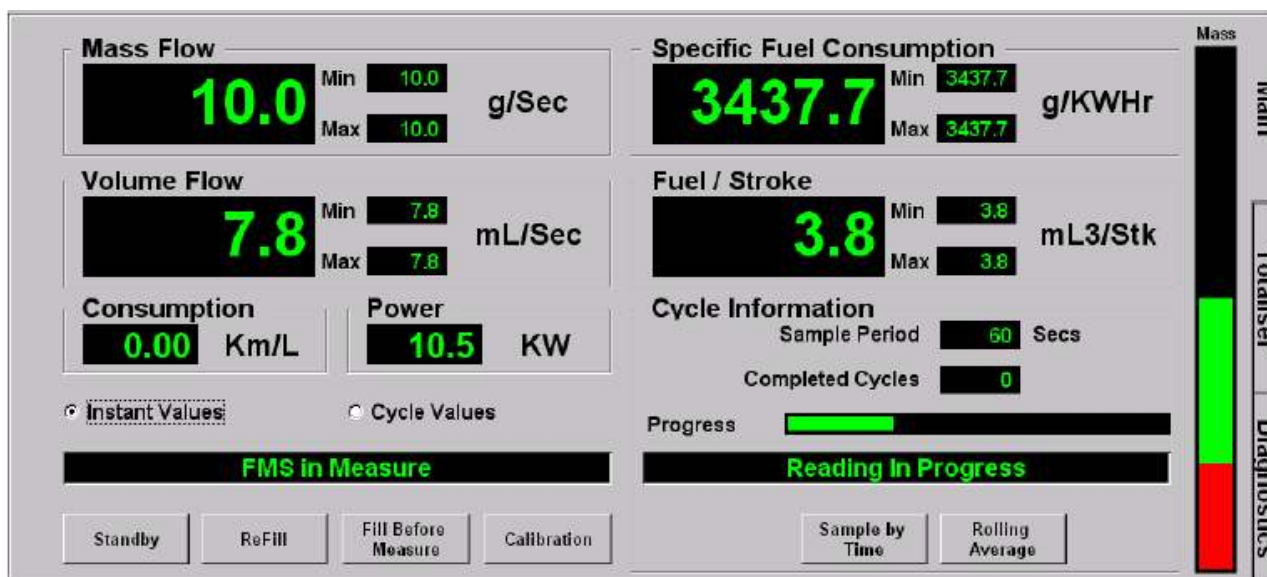 Mass
Mass Flow
10.0
Min 10.0
Max 10.0
g/Sec
Specific Fuel Consumption
3437.7
Min 3437.7
Max 3437.7
g/KWHr
Volume Flow
7.8
Min 7.8
Max 7.8
mL/Sec
Fuel / Stroke
3.8
Min 3.8
Max 3.8
mL3/Stk
Consumption
0.00 Km/L
Power
10.5 KW
Cycle Information
Sample Period 60 Secs
Completed Cycles 0
Instant Values
Cycle Values
Progress
FMS in Measure
Reading In Progress
Standby
ReFill
Fill Before
Measure
Calibration
Sample by
Time
Rolling
Average
Main
Totaliser
Diagnostics